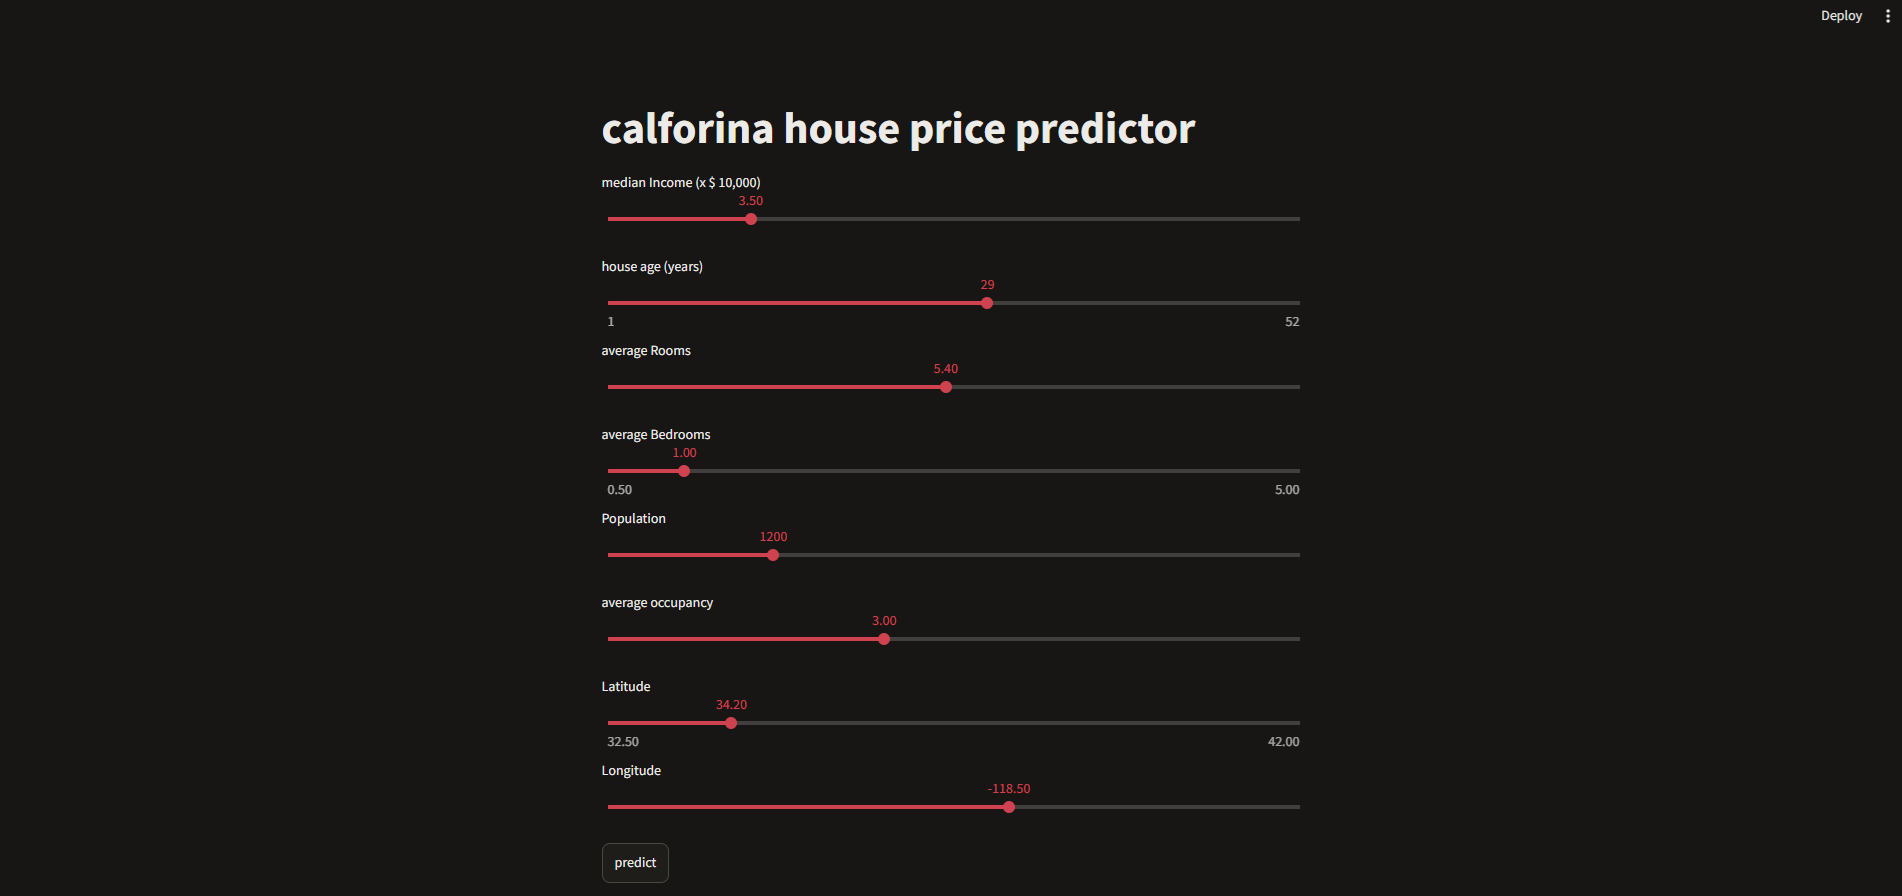 Deploy
calforina house price predictor
median Income (x $ 10,000)
3.50
house age (years)
29
1 52
average Rooms
5.40
average Bedrooms
1.00
0.50 5.00
Population
1200
average occupancy
3.00
Latitude
34.20
32.50 42.00
Longitude
-118.50
predict